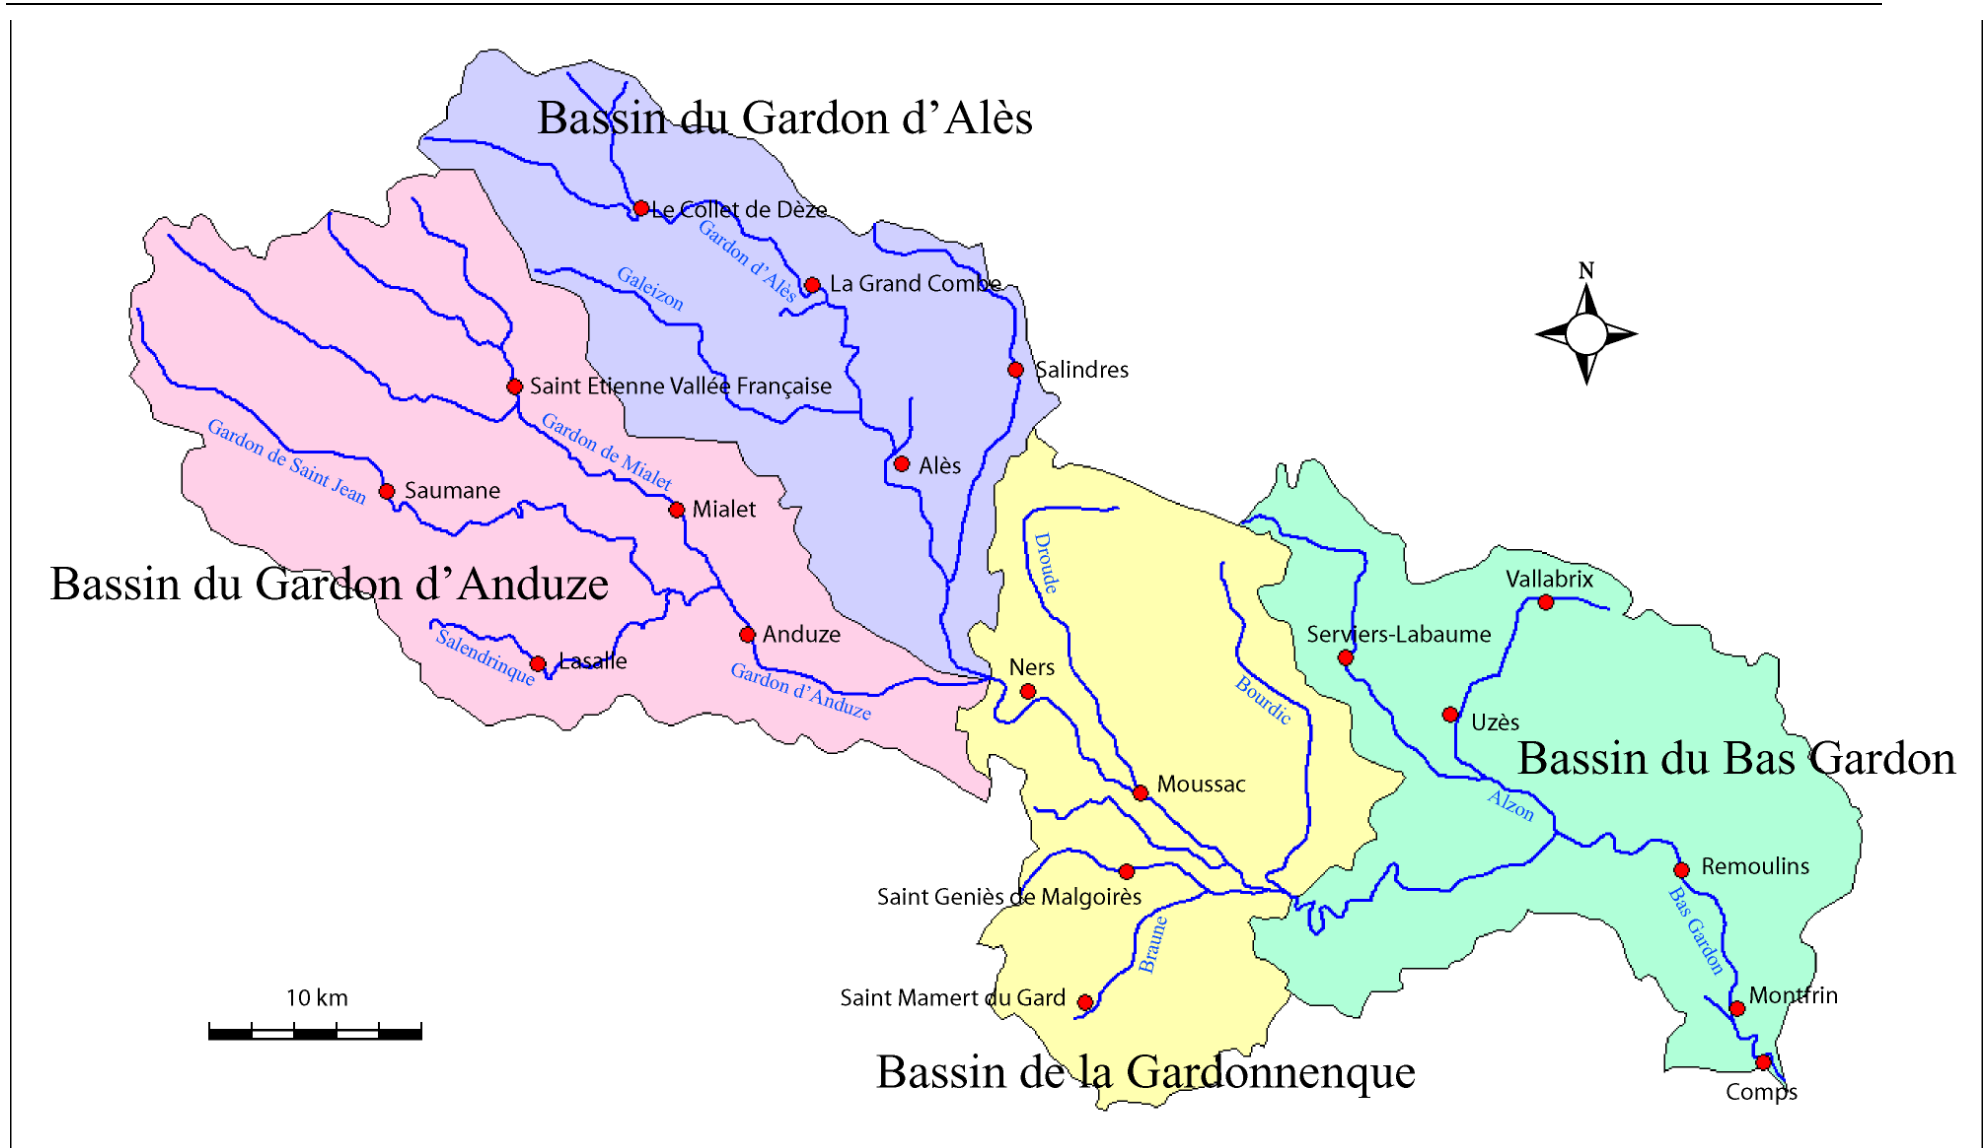 Bassin du Gardon d'Alès
Le Collet de Dèze
Gardon d'Alès
Galeizon
La Grand Combe
N
Salindres
Saint Etienne Vallée Française
Gardon de Mialet
Gardon de Saint Jean
Alès
Saumane
Mialet
Droude
Bassin du Gardon d'Anduze
Vallabrix
Anduze
Serviers-Labaume
Salendrinque
Lasalle
Ners
Gardon d'Anduze
Bourdic
Uzès
Bassin du Bas Gardon
Moussac
Alzon
Remoulins
Saint Geniès de Malgoirès
Bas Gardon
Braune
10 km
Saint Mamert du Gard
Montfrin
Bassin de la Gardonnenque
Comps